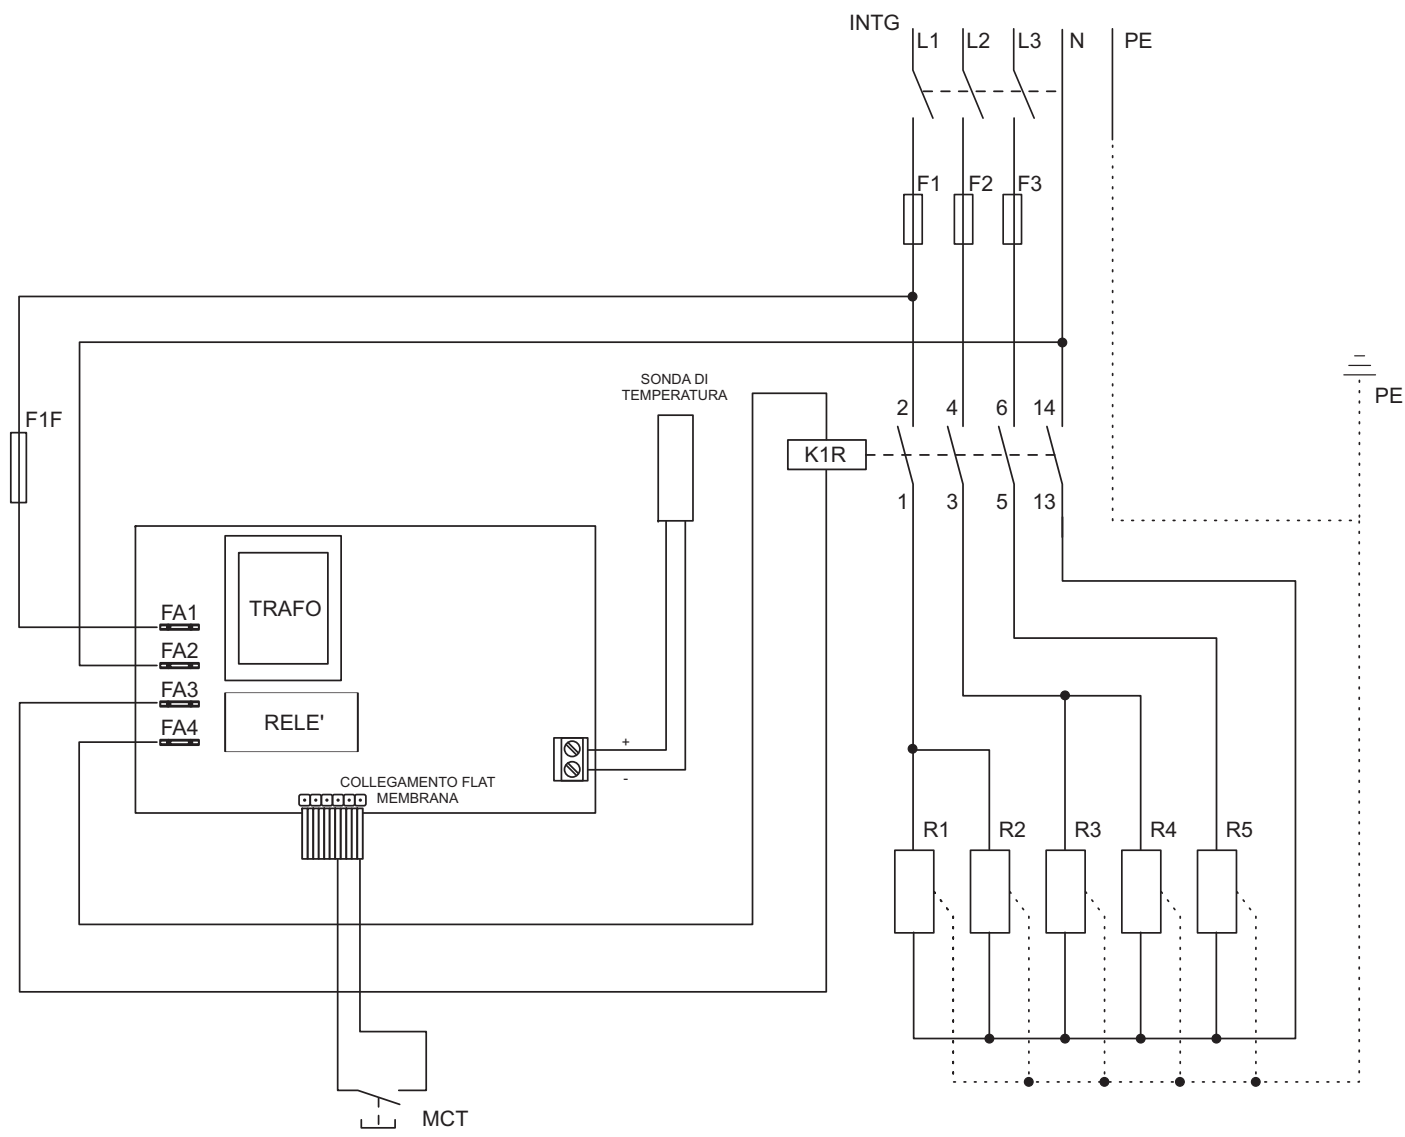 INTG
L1 L2 L3 N PE
F1 F2 F3
PE
SONDA DI
TEMPERATURA
F1F
2 4 6 14
K1R
1 3 5 13
TRAFO
FA1
FA2
FA3
FA4
RELE'
+
-
COLLEGAMENTO FLAT
MEMBRANA
R1 R2 R3 R4 R5
MCT